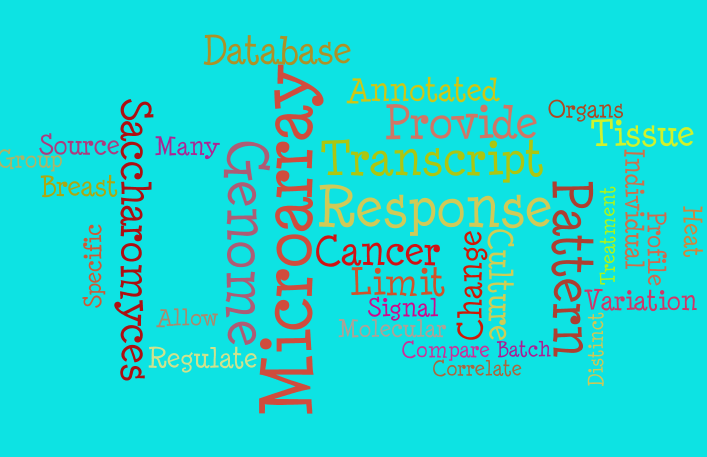 Database
Annotated
Organs
Provide
Tissue
Source
Many
Group
Transcript
Breast
Saccharomyces
Genome
Microarray
Response
Pattern
Individual
Treatment
Profile
Heat
Specific
Cancer
Change
Culture
Limit
Signal
Variation
Allow
Molecular
Distinct
Regulate
Compare
Batch
Correlate